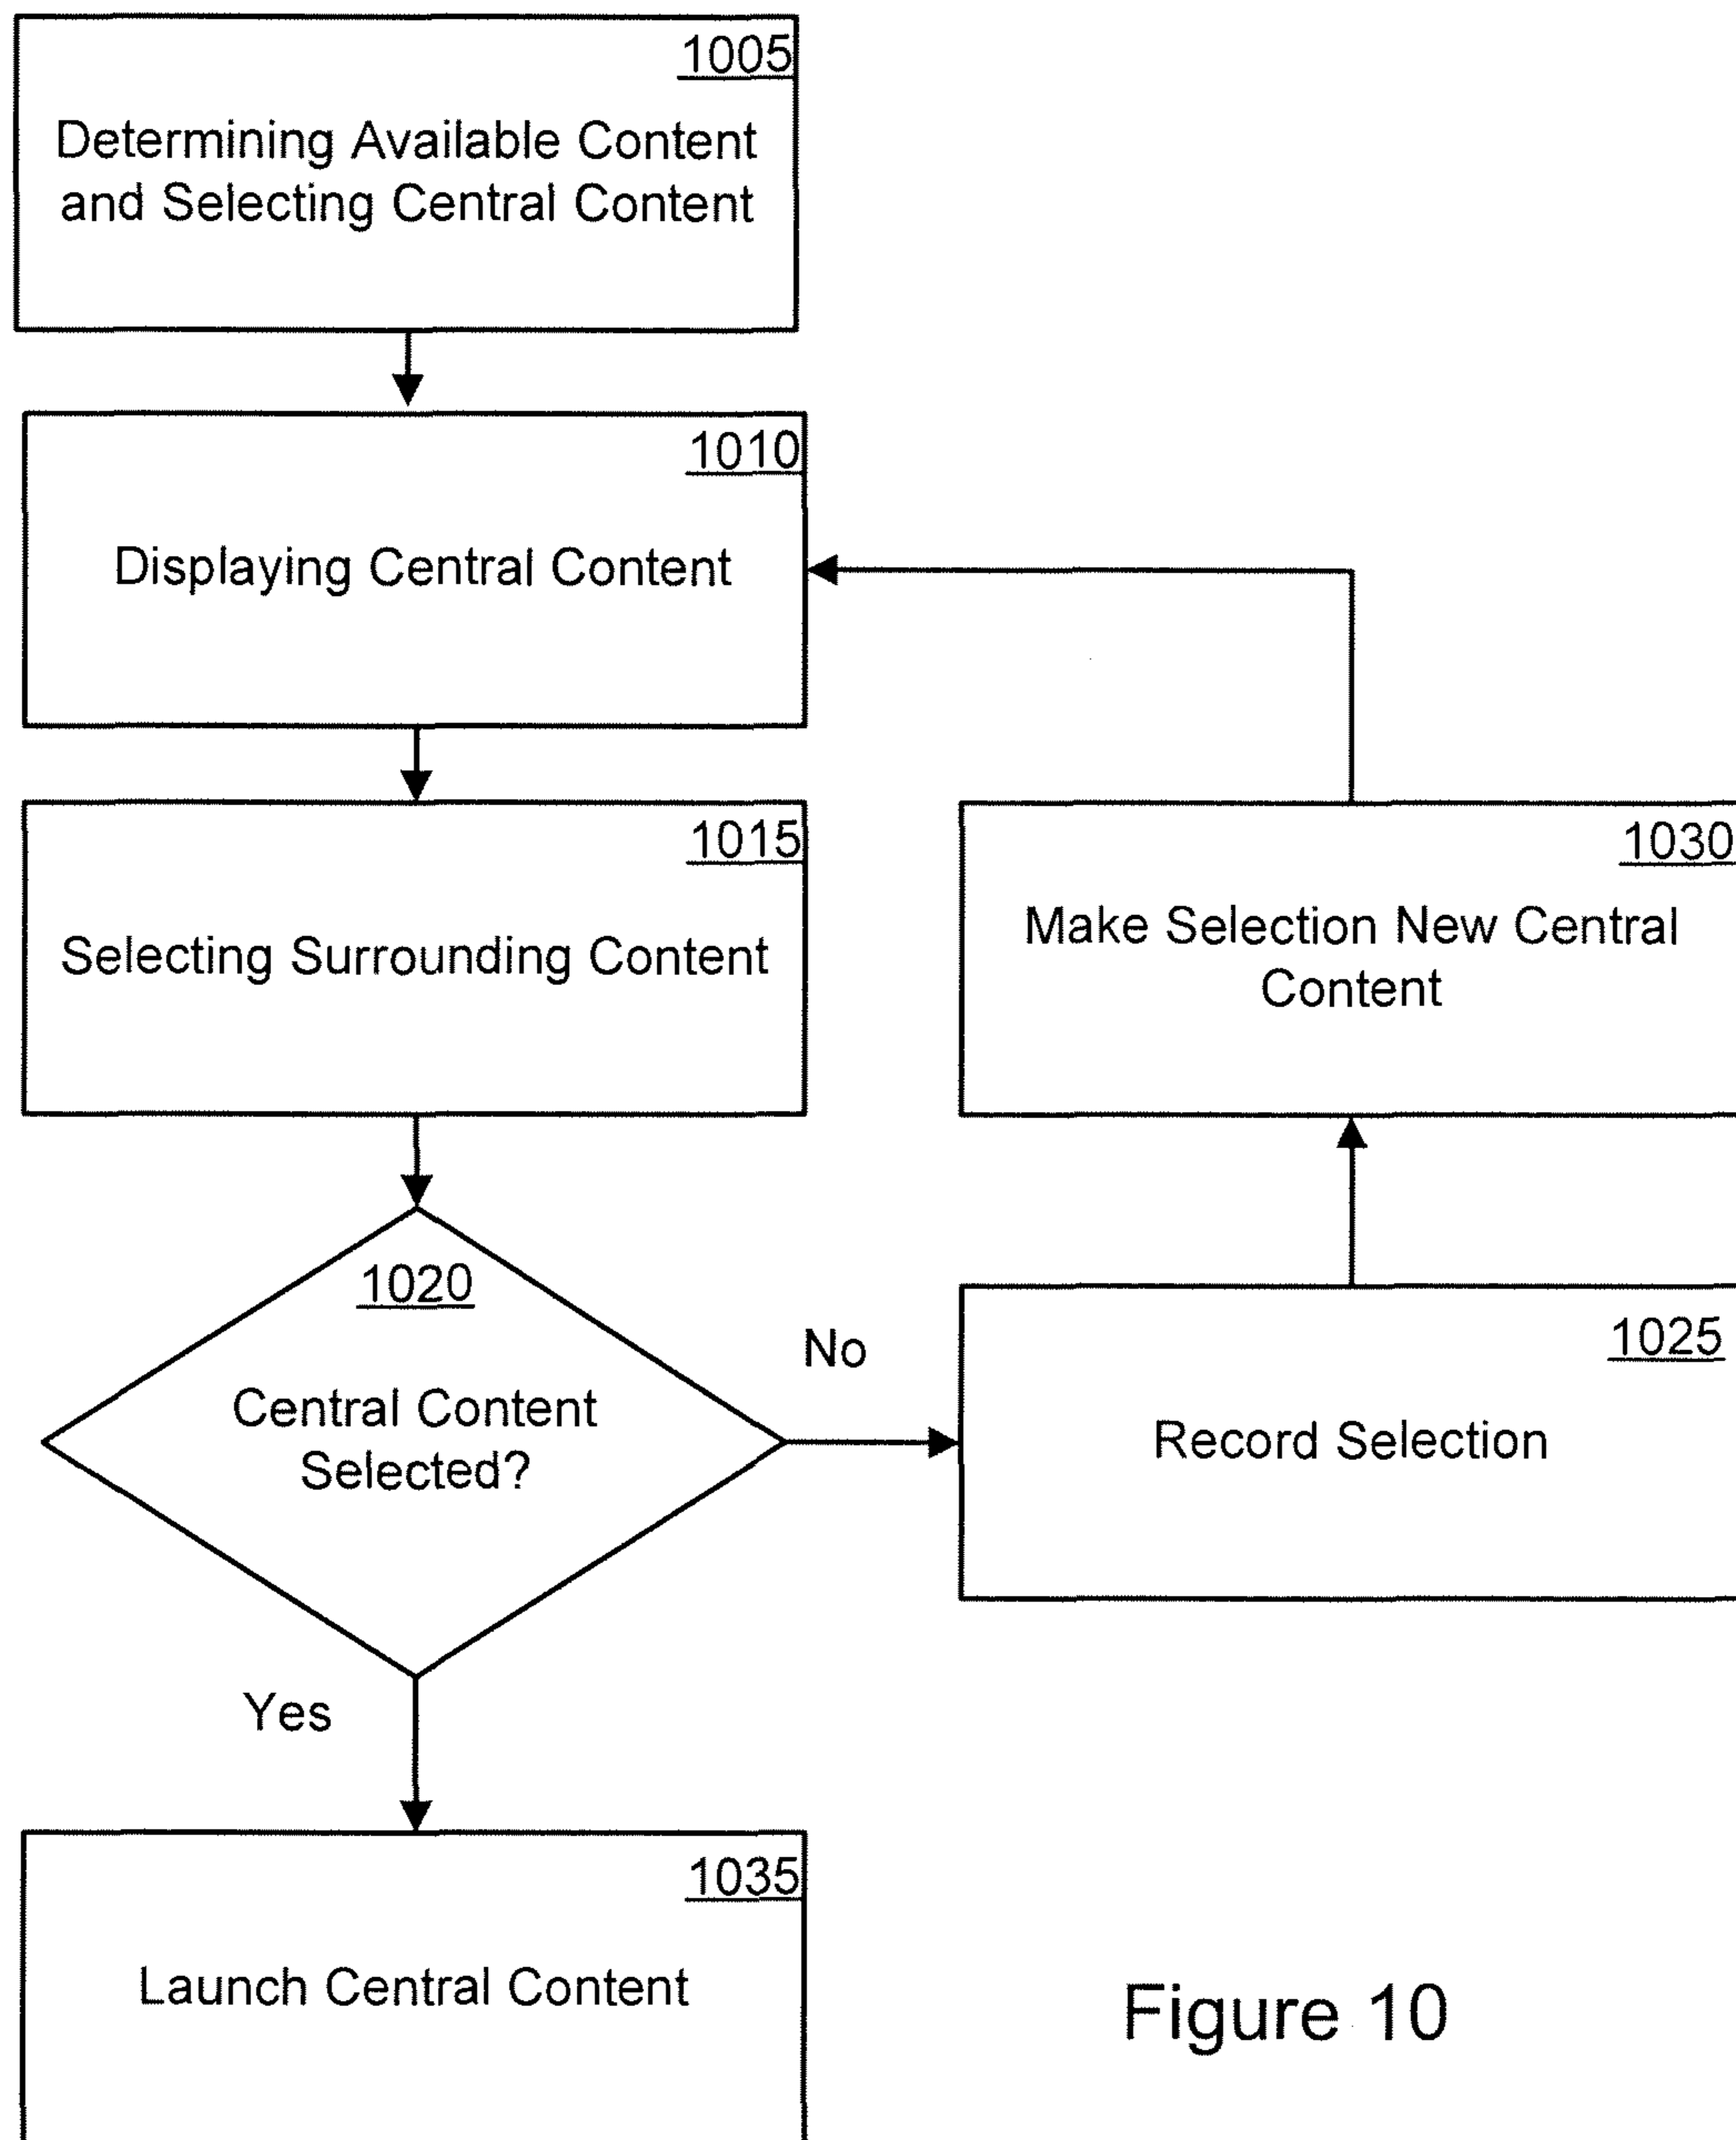 1005
Determining Available Content
and Selecting Central Content
1010
Displaying Central Content
1015
Selecting Surrounding Content
1030
Make Selection New Central
Content
1020
Central Content
Selected?
No
1025
Record Selection
Yes
1035
Launch Central Content
Figure 10